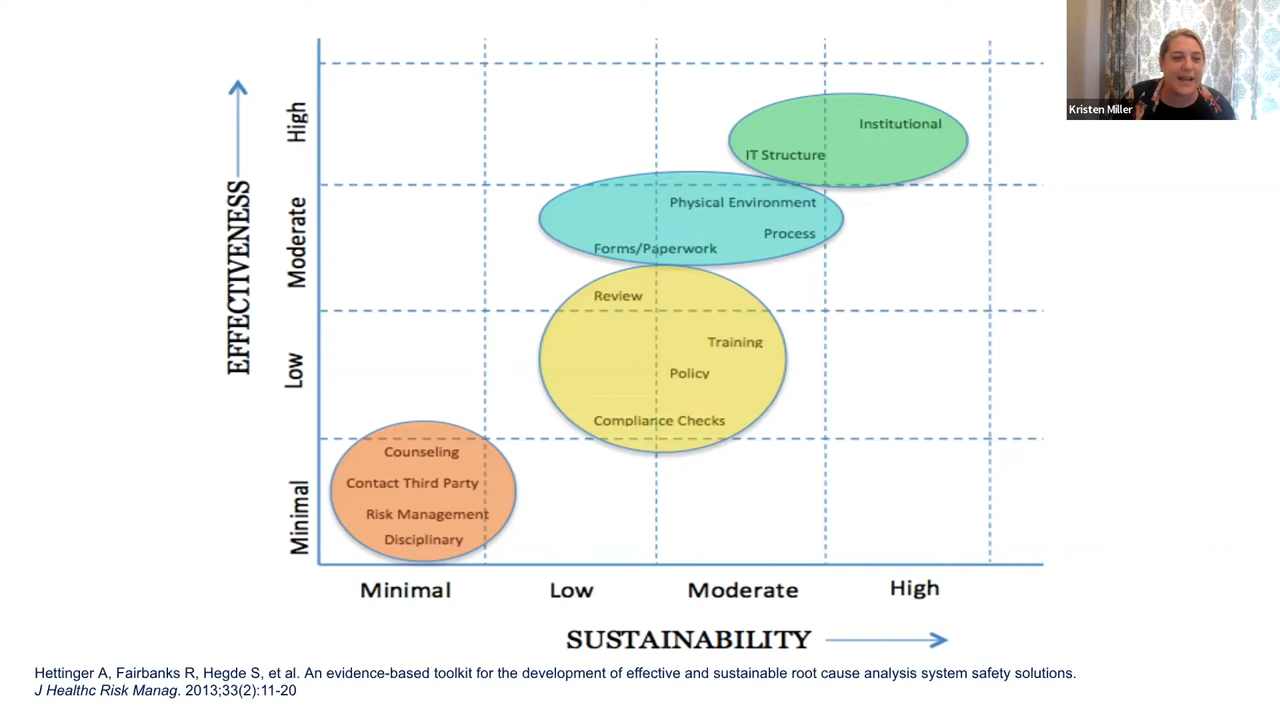 Kristen Miller
EFFECTIVENESS
High
Moderate
Low
Minimal
Institutional
IT Structure
Physical Environment
Process
Forms/Paperwork
Review
Training
Policy
Compliance Checks
Counseling
Contact Third Party
Risk Management
Disciplinary
Minimal
Low
Moderate
High
SUSTAINABILITY
Hettinger A, Fairbanks R, Hegde S, et al. An evidence-based toolkit for the development of effective and sustainable root cause analysis system safety solutions.
J Healthc Risk Manag. 2013;33(2):11-20